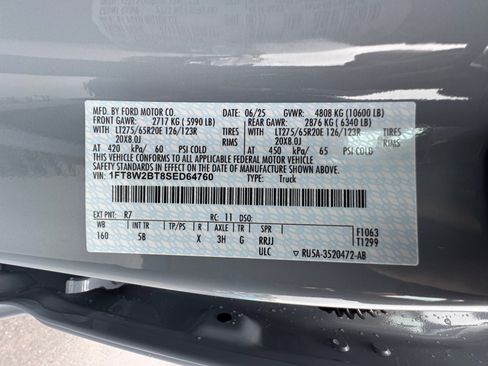 MFD. BY FORD MOTOR CO. 06/25 GVWR: 4808 KG (10600 LB)
FRONT GAWR: 2717 KG ( 5990 LB) REAR GAWR: 2876 KG ( 6340 LB)
WITH LT275/65R20E 126/123R TIRES WITH LT275/65R20E 126/123R TIRES
20X8.0J RIMS 20X8.0J RIMS
AT 420 kPa/ 60 PSI COLD AT 450 kPa/ 65 PSI COLD
THIS VEHICLE CONFORMS TO ALL APPLICABLE FEDERAL MOTOR VEHICLE
SAFETY STANDARDS IN EFFECT ON THE DATE OF MANUFACTURE SHOWN ABOVE.
VIN: 1FT8W2BT8SED64760 TYPE: Truck
EXT PNT: R7 RC: 11 DSO: F1063
WB INT TR TP/PS R AXLE TR SPR T1299
160 5B X 3H G RRJJ
ULC RU5A-3520472-AB